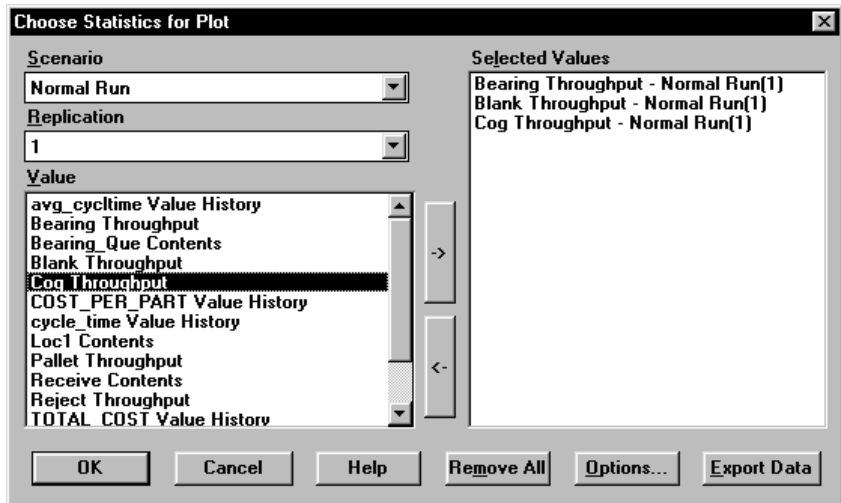 Choose Statistics for Plot
Scenario
Normal Run
Replication
1
Value
avg_cycltime Value History
Bearing Throughput
Bearing_Que Contents
Blank Throughput
Cog Throughput
COST_PER_PART Value History
cycle_time Value History
Loc1 Contents
Pallet Throughput
Receive Contents
Reject Throughput
TOTAL_COST Value History
->
<-
Selected Values
Bearing Throughput - Normal Run(1)
Blank Throughput - Normal Run(1)
Cog Throughput - Normal Run(1)
OK
Cancel
Help
Remove All
Options...
Export Data